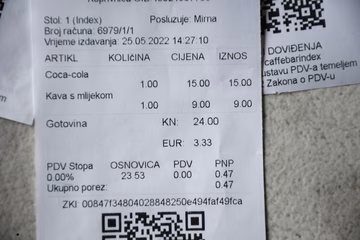 Stol: 1 (Index) Posluzuje: Mirna
Broj računa: 6979/1/1
Vrijeme izdavanja: 25.05.2022 14:27:10
ARTIKL KOLIČINA CIJENA IZNOS
Coca-cola
1.00 15.00 15.00
Kava s mlijekom
1.00 9.00 9.00
Gotovina KN: 24.00
EUR: 3.33
PDV Stopa OSNOVICA PDV PNP
0.00% 23.53 0.00 0.47
Ukupno porez: 0.47
ZKI: 00847f34804028848250e494faf49fca
DOVIĐENJA
caffebarindex
ustavu PDV-a temeljem
Zakona o PDV-u